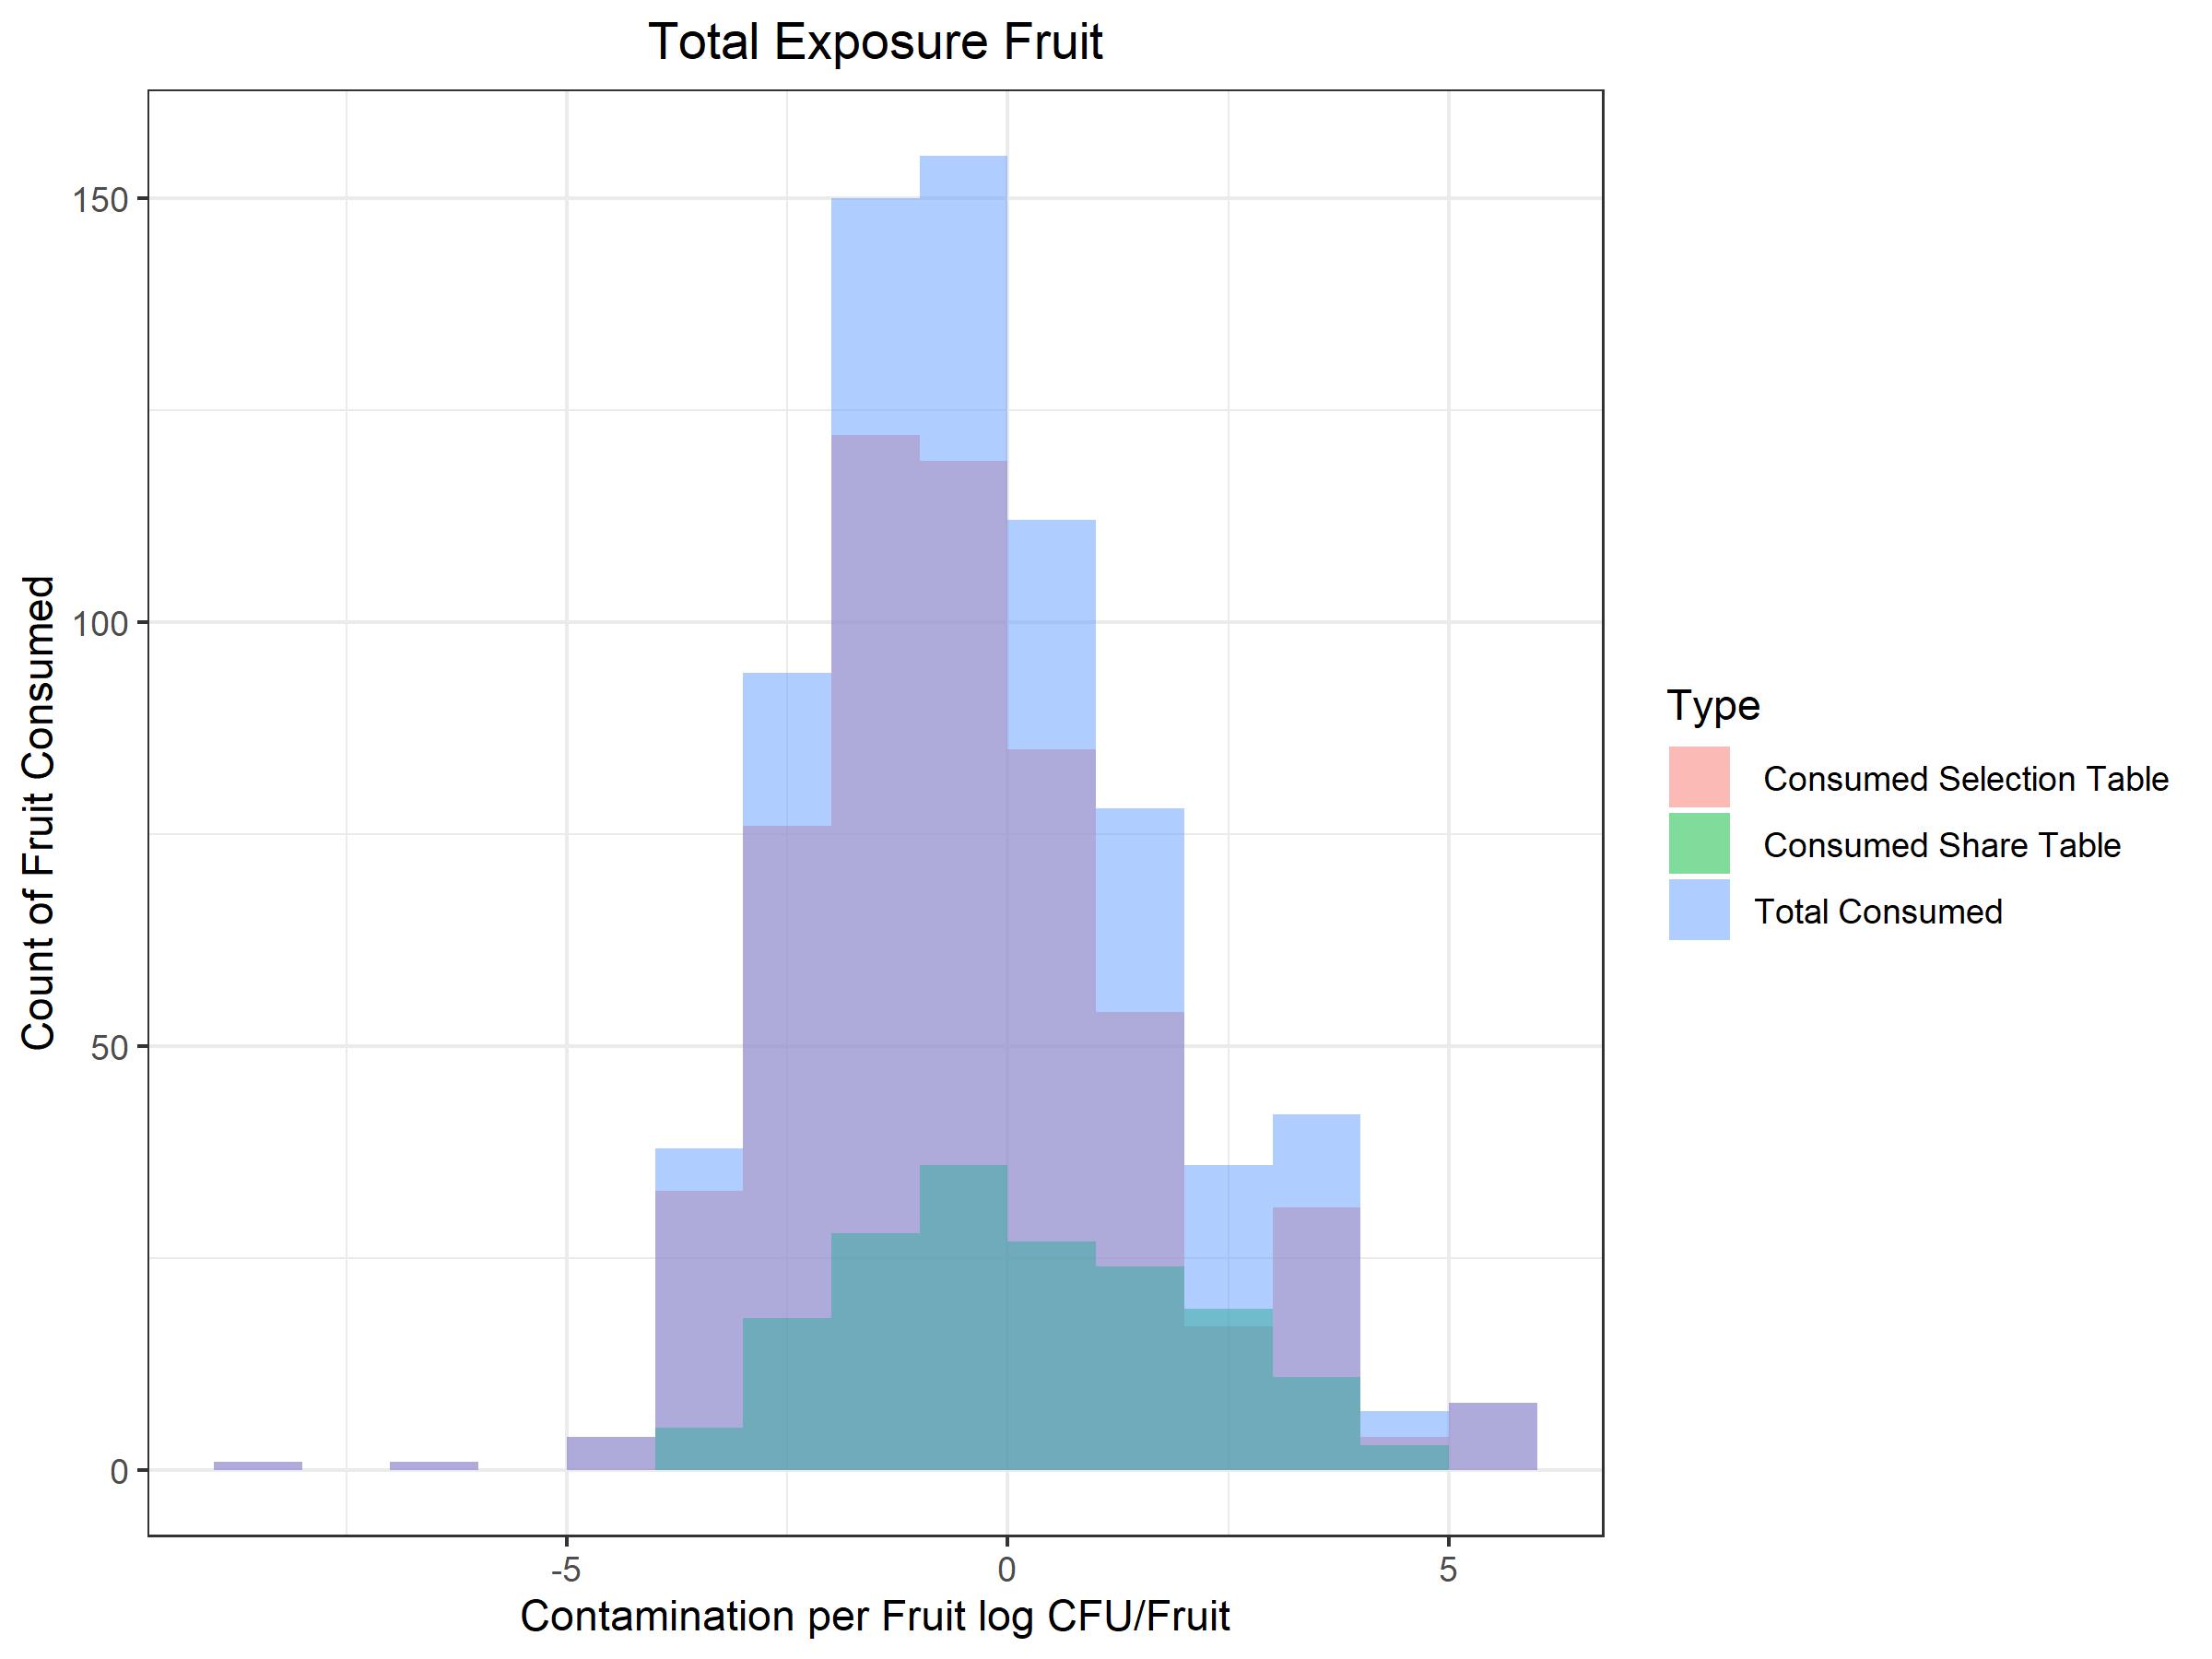 Total Exposure Fruit
Count of Fruit Consumed
150
100
50
0
-5
0
5
Contamination per Fruit log CFU/Fruit
Type
Consumed Selection Table
Consumed Share Table
Total Consumed